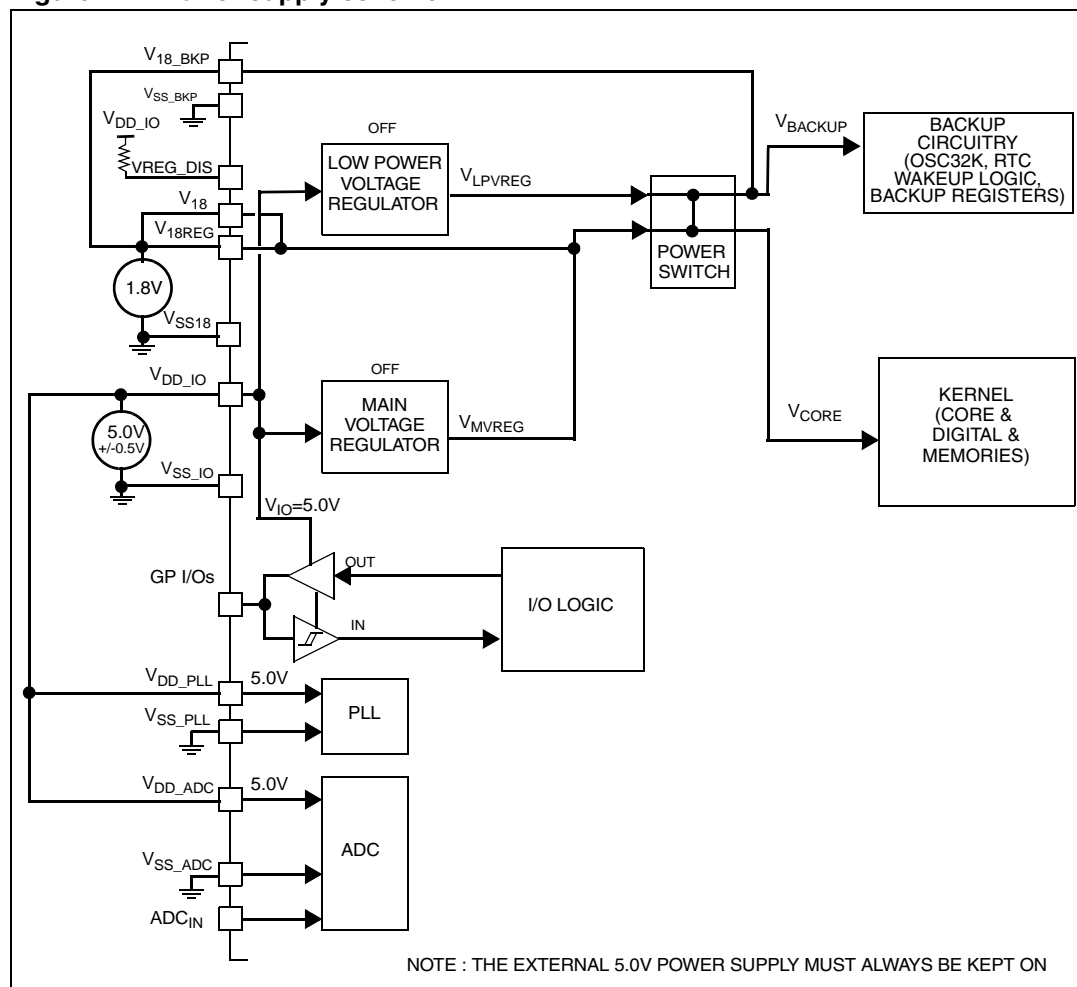 V18_BKP
VSS_BKP
VDD_IO
VREG_DIS
V18
V18REG
1.8V
VSS18
VDD_IO
5.0V
+/-0.5V
VSS_IO
OFF
LOW POWER
VOLTAGE
REGULATOR
VLPVREG
POWER
SWITCH
VBACKUP
BACKUP
CIRCUITRY
(OSC32K, RTC
WAKEUP LOGIC,
BACKUP REGISTERS)
OFF
MAIN
VOLTAGE
REGULATOR
VMVREG
VCORE
KERNEL
(CORE &
DIGITAL &
MEMORIES)
VIO=5.0V
GP I/Os
OUT
IN
I/O LOGIC
VDD_PLL
5.0V
VSS_PLL
PLL
VDD_ADC
5.0V
VSS_ADC
ADCIN
ADC
NOTE : THE EXTERNAL 5.0V POWER SUPPLY MUST ALWAYS BE KEPT ON